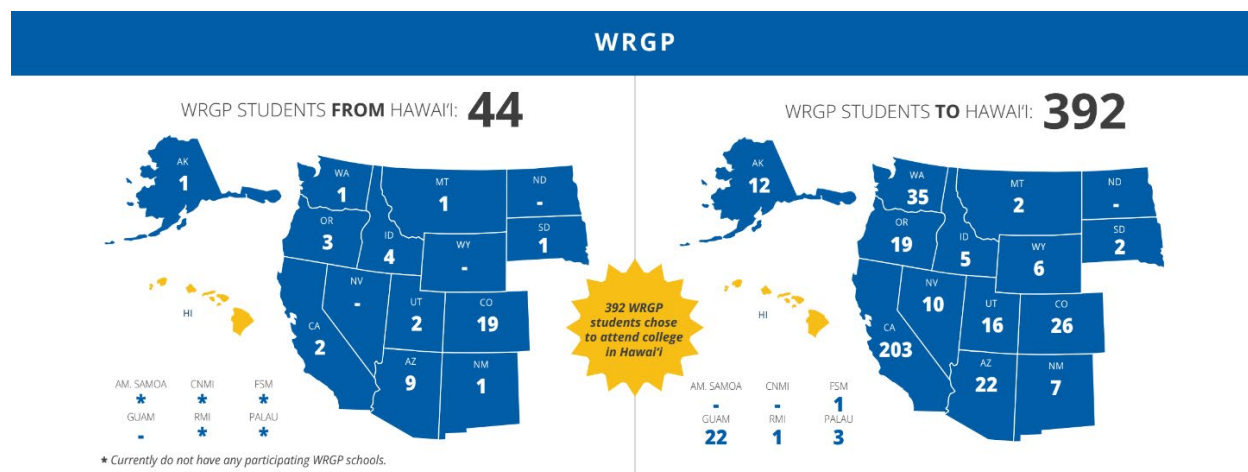 WRGP
WRGP STUDENTS FROM HAWAI‘I: 44
AK
1
WA
1
MT
1
ND
-
OR
3
ID
4
SD
1
WY
-
NV
-
UT
2
CO
19
CA
2
AZ
9
NM
1
HI
AM. SAMOA CNMI FSM
* * *
GUAM RMI PALAU
- * *
* Currently do not have any participating WRGP schools.
392 WRGP
students chose
to attend college
in Hawai‘i
WRGP STUDENTS TO HAWAI‘I: 392
AK
12
WA
35
MT
2
ND
-
OR
19
ID
5
SD
2
WY
6
NV
10
UT
16
CO
26
CA
203
AZ
22
NM
7
HI
AM. SAMOA CNMI FSM
- - 1
GUAM RMI PALAU
22 1 3